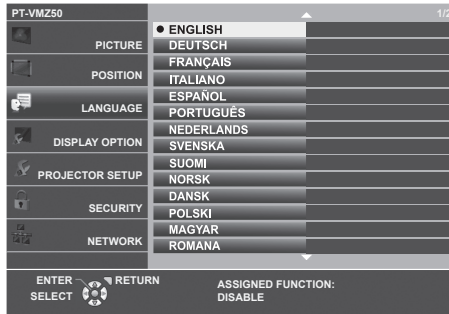 PT-VMZ50
1/2
PICTURE
POSITION
LANGUAGE
DISPLAY OPTION
PROJECTOR SETUP
SECURITY
NETWORK
ENGLISH
DEUTSCH
FRANÇAIS
ITALIANO
ESPAÑOL
PORTUGUÊS
NEDERLANDS
SVENSKA
SUOMI
NORSK
DANSK
POLSKI
MAGYAR
ROMANA
ENTER
RETURN
SELECT
ASSIGNED FUNCTION:
DISABLE